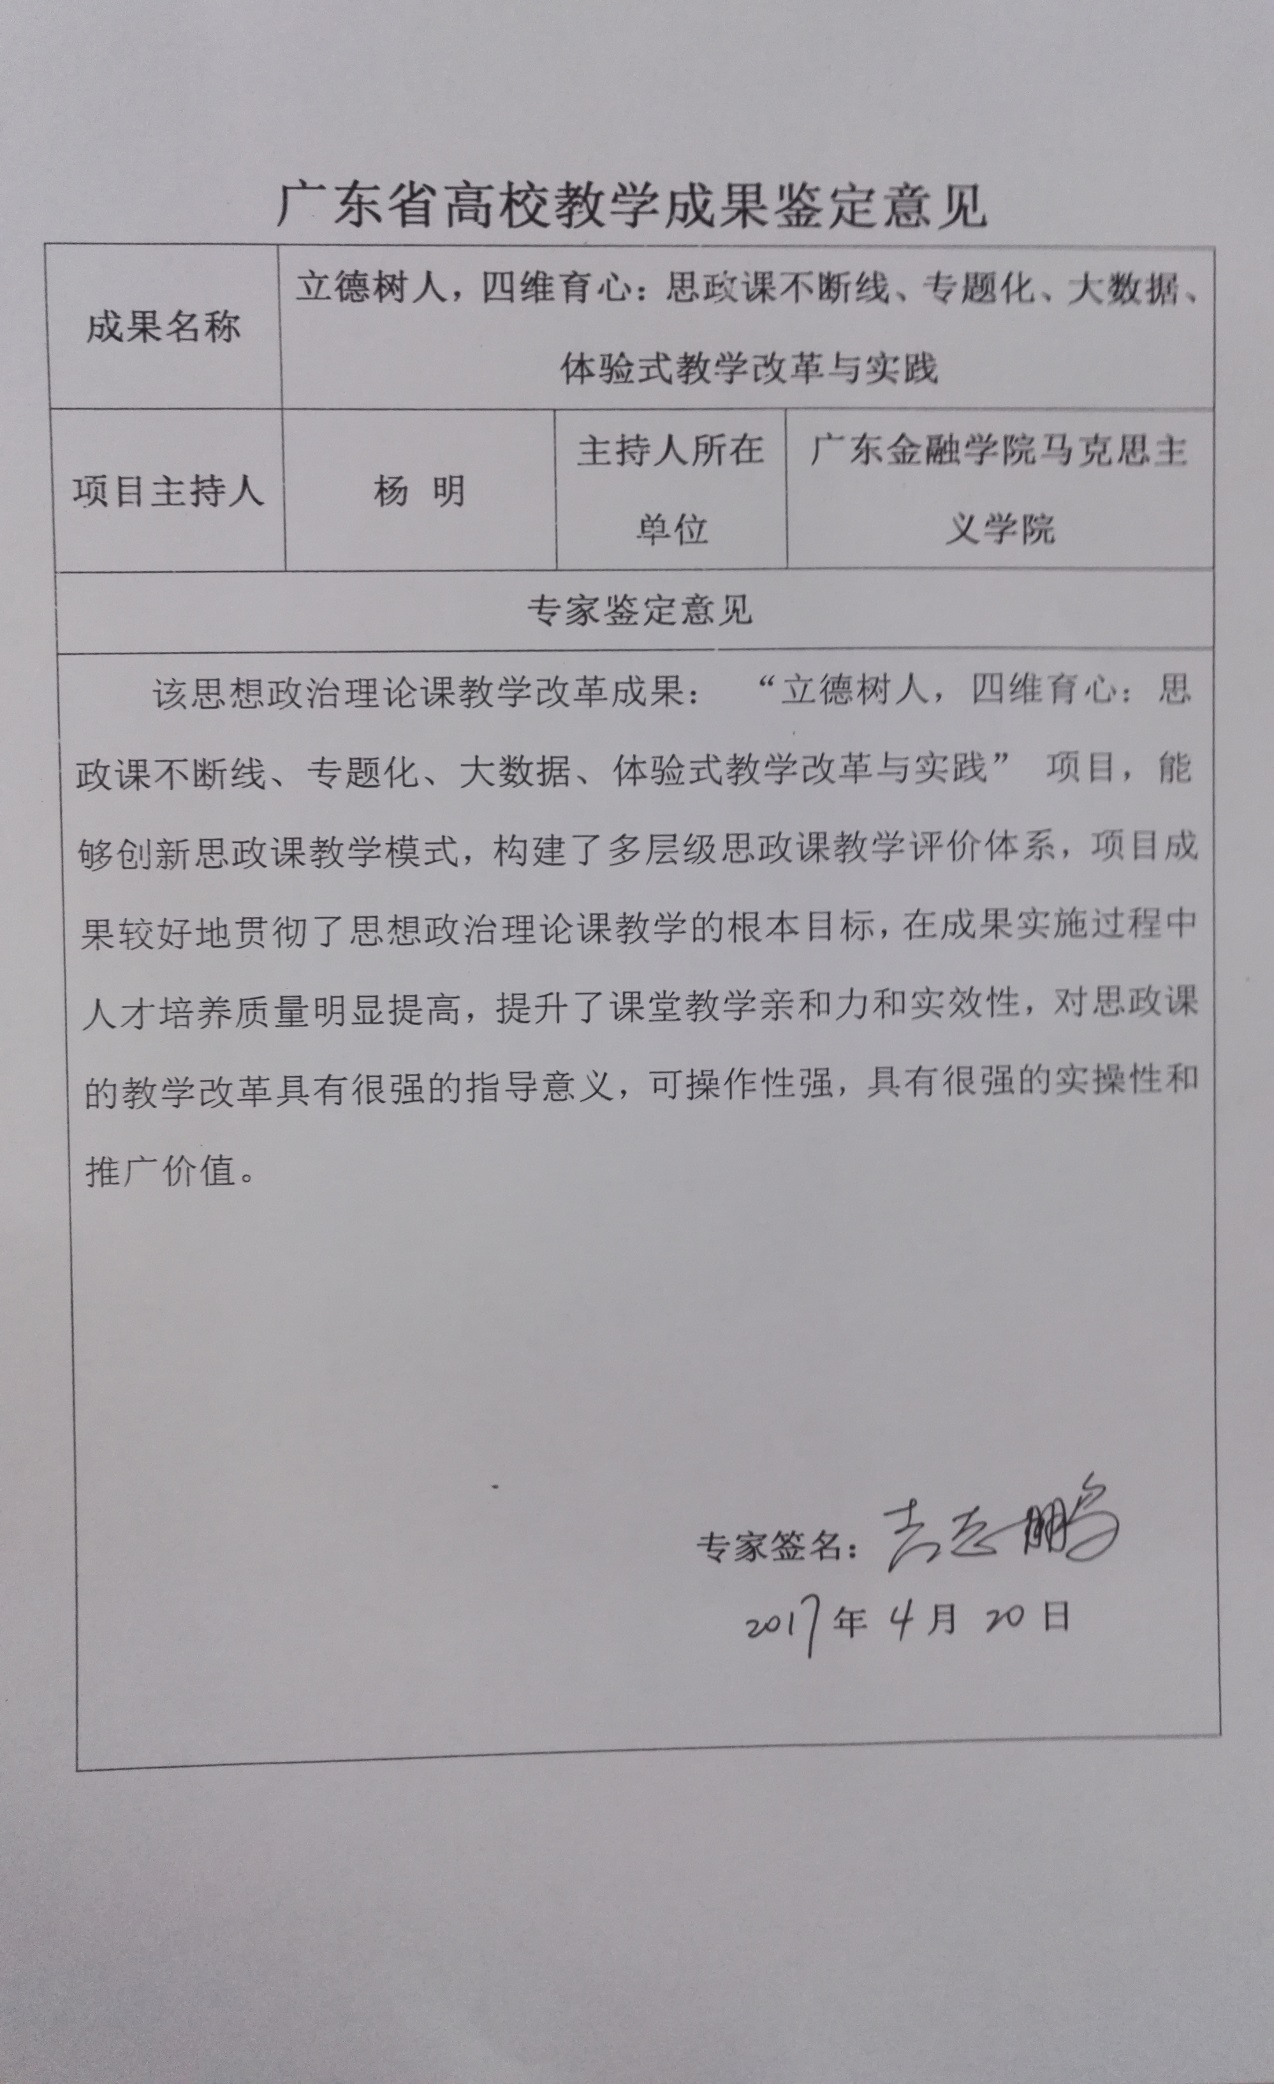 广东省高校教学成果鉴定意见
成果名称
立德树人，四维育心：思政课不断线、专题化、大数据、
体验式教学改革与实践
项目主持人
杨 明
主持人所在
单位
广东金融学院马克思主
义学院
专家鉴定意见
该思想政治理论课教学改革成果： “立德树人，四维育心：思
政课不断线、专题化、大数据、体验式教学改革与实践” 项目，能
够创新思政课教学模式，构建了多层级思政课教学评价体系，项目成
果较好地贯彻了思想政治理论课教学的根本目标，在成果实施过程中
人才培养质量明显提高，提升了课堂教学亲和力和实效性，对思政课
的教学改革具有很强的指导意义，可操作性强，具有很强的实操性和
推广价值。
专家签名：吉志鹏
2017年 4月 20日